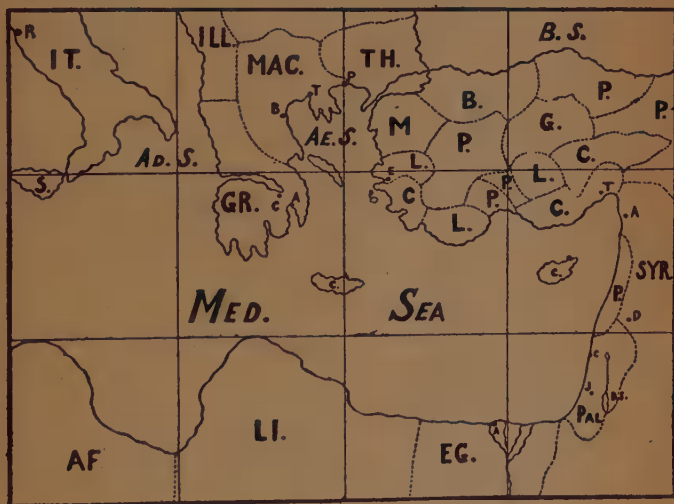 R
IT.
ILL.
MAC.
TH.
B. S.
P
T
B
AE. S.
M
B.
P.
P.
G.
P.
L.
C.
AD. S.
S.
GR.
C
A
E
C
L.
P.
P.
L.
C.
T
A
C.
C.
MED. SEA
P.
SYR.
D
C
J.
D.S.
PAL.
AF
LI.
EG.
A